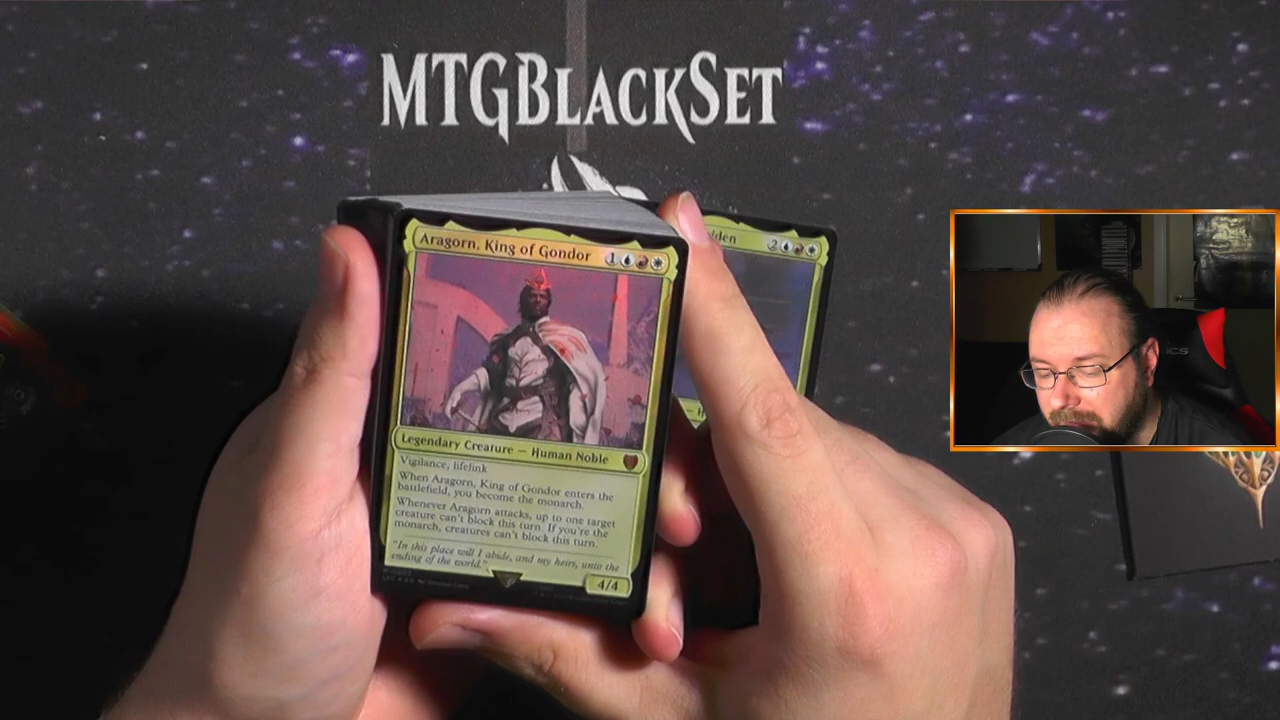 MTGBlackSet
Aragorn, King of Gondor 1
dden 2
Legendary Creature — Human Noble
Vigilance, lifelink
When Aragorn, King of Gondor enters the
battlefield, you become the monarch.
Whenever Aragorn attacks, up to one target
creature can't block this turn. If you're the
monarch, creatures can't block this turn.
"In this place will I abide, and my heirs, unto the
ending of the world."
4/4